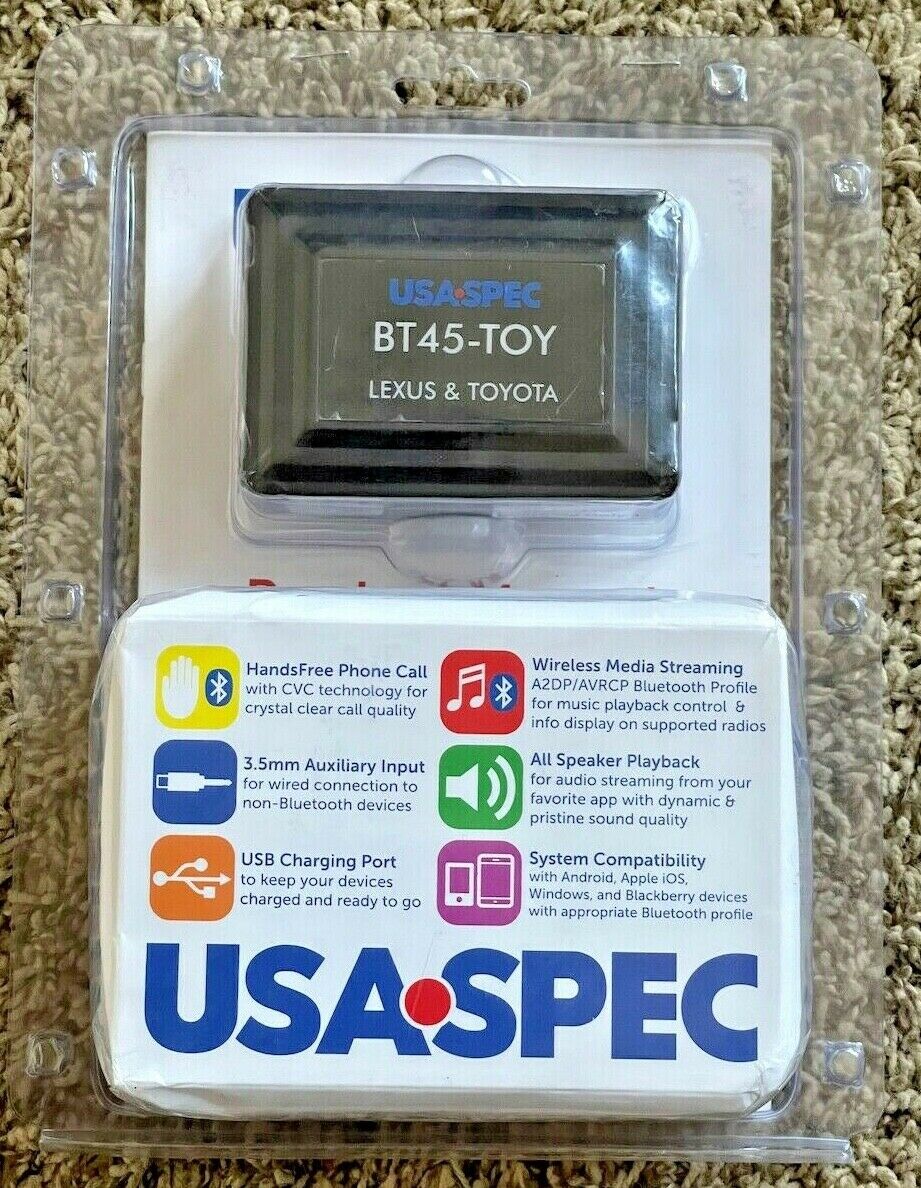 USA SPEC
BT45-TOY
LEXUS & TOYOTA
HandsFree Phone Call
with CVC technology for
crystal clear call quality
Wireless Media Streaming
A2DP/AVRCP Bluetooth Profile
for music playback control &
info display on supported radios
3.5mm Auxiliary Input
for wired connection to
non-Bluetooth devices
All Speaker Playback
for audio streaming from your
favorite app with dynamic &
pristine sound quality
USB Charging Port
to keep your devices
charged and ready to go
System Compatibility
with Android, Apple iOS,
Windows, and Blackberry devices
with appropriate Bluetooth profile
USA SPEC